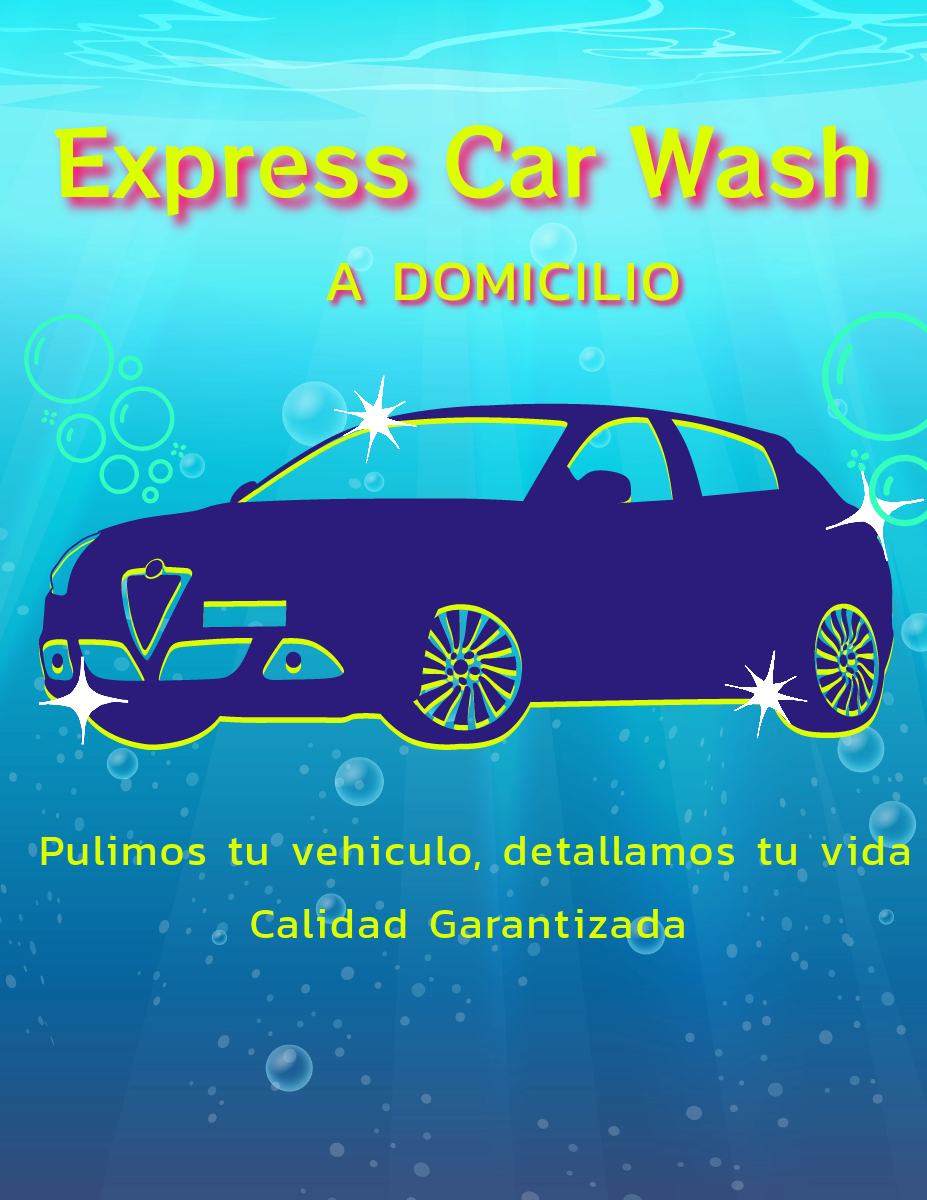 Express Car Wash
A DOMICILIO
Pulimos tu vehiculo, detallamos tu vida
Calidad Garantizada